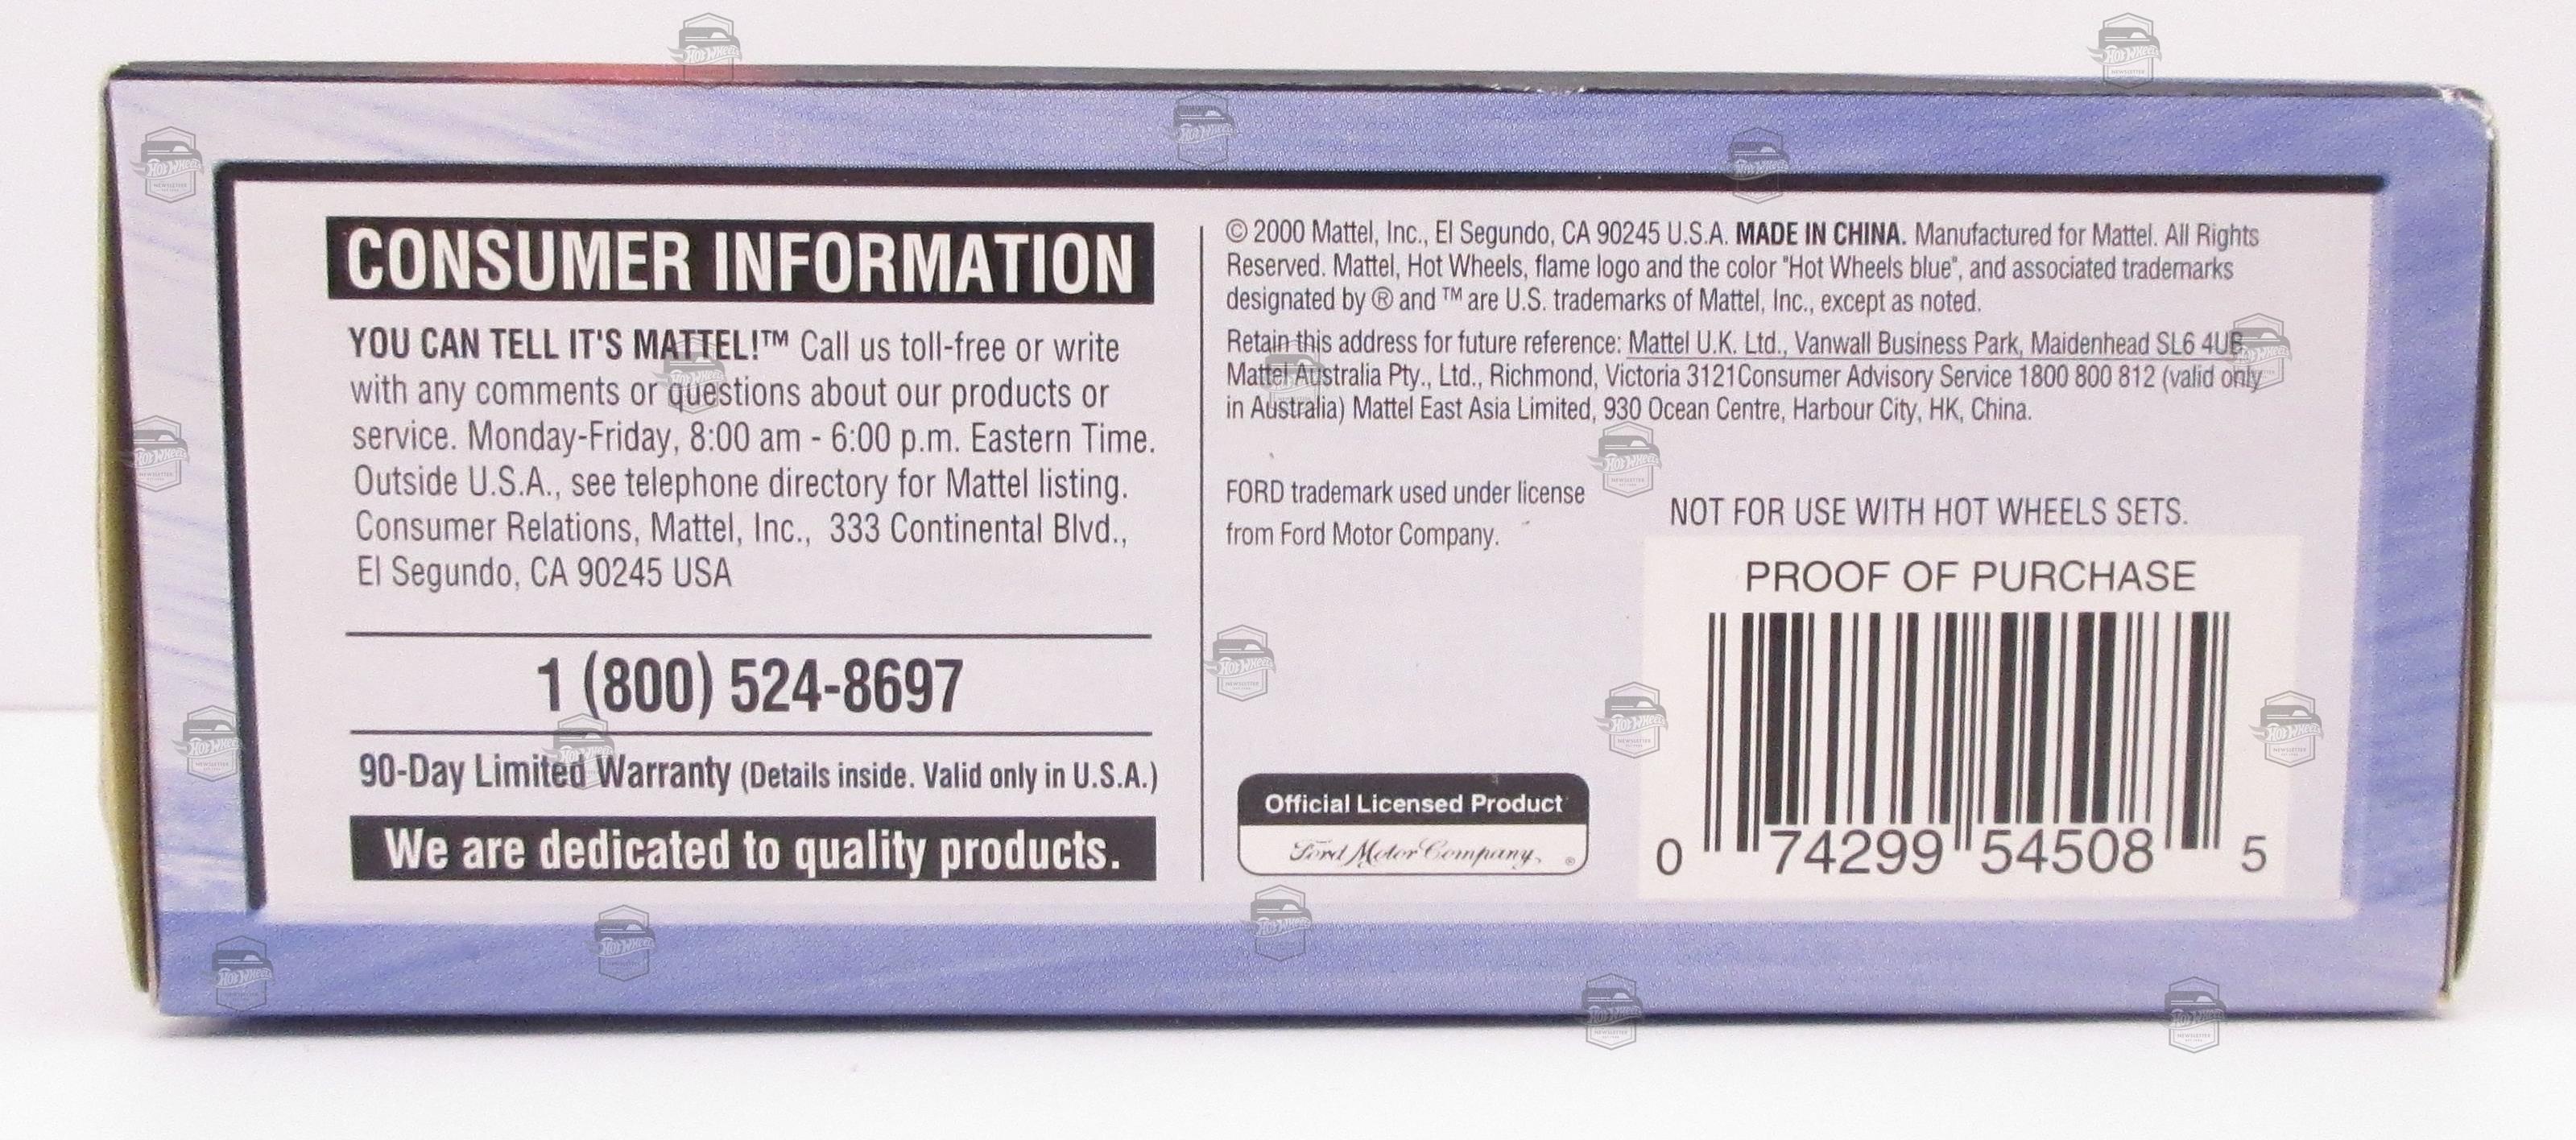 CONSUMER INFORMATION
YOU CAN TELL IT'S MATTEL!™ Call us toll-free or write
with any comments or questions about our products or
service. Monday-Friday, 8:00 am - 6:00 p.m. Eastern Time.
Outside U.S.A., see telephone directory for Mattel listing.
Consumer Relations, Mattel, Inc., 333 Continental Blvd.,
El Segundo, CA 90245 USA
1 (800) 524-8697
90-Day Limited Warranty (Details inside. Valid only in U.S.A.)
We are dedicated to quality products.
© 2000 Mattel, Inc., El Segundo, CA 90245 U.S.A. MADE IN CHINA. Manufactured for Mattel. All Rights
Reserved. Mattel, Hot Wheels, flame logo and the color "Hot Wheels blue", and associated trademarks
designated by ® and ™ are U.S. trademarks of Mattel, Inc., except as noted.
Retain this address for future reference: Mattel U.K. Ltd., Vanwall Business Park, Maidenhead SL6 4UB.
Mattel Australia Pty., Ltd., Richmond, Victoria 3121Consumer Advisory Service 1800 800 812 (valid only
in Australia) Mattel East Asia Limited, 930 Ocean Centre, Harbour City, HK, China.
FORD trademark used under license
from Ford Motor Company.
Official Licensed Product
Ford Motor Company, ®
NOT FOR USE WITH HOT WHEELS SETS.
PROOF OF PURCHASE
0 74299 54508 5
Hot Wheels
NEWSLETTER